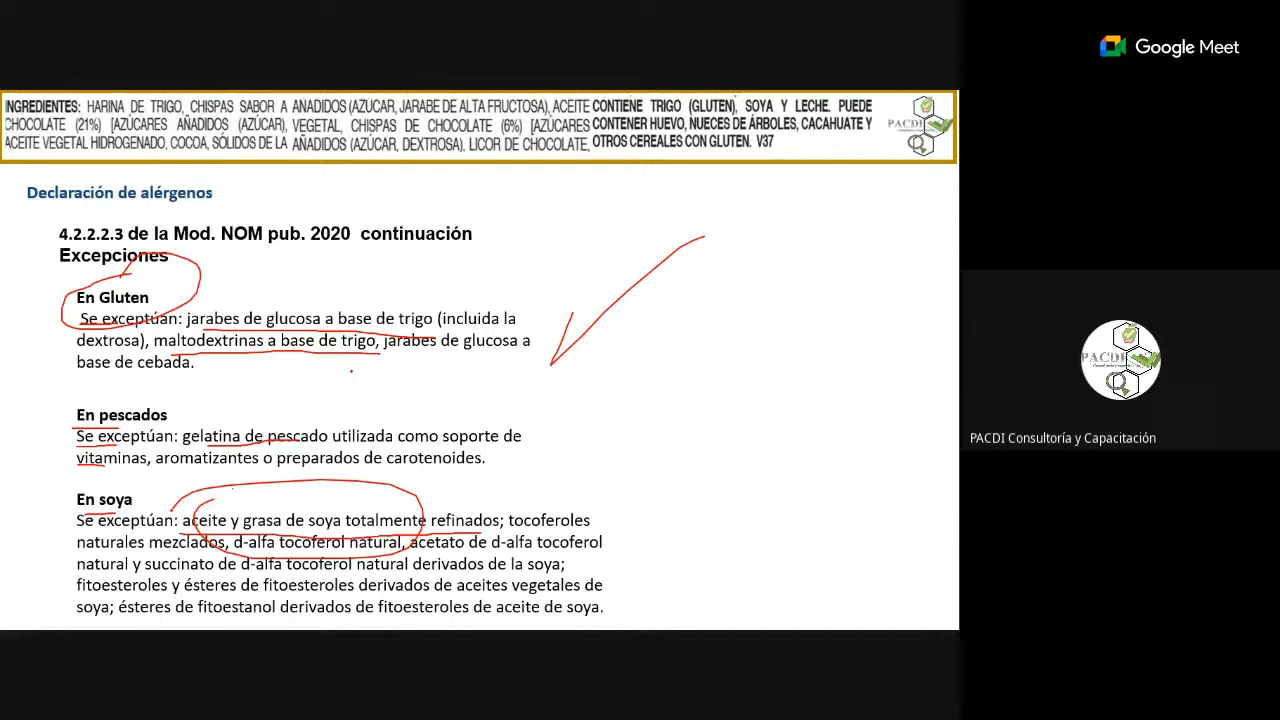 Google Meet
INGREDIENTES: HARINA DE TRIGO, CHISPAS SABOR A
CHOCOLATE (21%) [AZÚCARES AÑADIDOS (AZÚCAR),
ACEITE VEGETAL HIDROGENADO, COCOA, SÓLIDOS DE LA
AÑADIDOS (AZÚCAR, JARABE DE ALTA FRUCTOSA), ACEITE
VEGETAL, CHISPAS DE CHOCOLATE (6%) [AZÚCARES
AÑADIDOS (AZÚCAR, DEXTROSA), LICOR DE CHOCOLATE,
CONTIENE TRIGO (GLUTEN), SOYA Y LECHE. PUEDE
CONTENER HUEVO, NUECES DE ÁRBOLES, CACAHUATE Y
OTROS CEREALES CON GLUTEN. V37
PACDI
Declaración de alérgenos
4.2.2.2.3 de la Mod. NOM pub. 2020 continuación
Excepciones
En Gluten
Se exceptúan: jarabes de glucosa a base de trigo (incluida la
dextrosa), maltodextrinas a base de trigo, jarabes de glucosa a
base de cebada.
En pescados
Se exceptúan: gelatina de pescado utilizada como soporte de
vitaminas, aromatizantes o preparados de carotenoides.
En soya
Se exceptúan: aceite y grasa de soya totalmente refinados; tocoferoles
naturales mezclados, d-alfa tocoferol natural, acetato de d-alfa tocoferol
natural y succinato de d-alfa tocoferol natural derivados de la soya;
fitoesteroles y ésteres de fitoesteroles derivados de aceites vegetales de
soya; ésteres de fitoestanol derivados de fitoesteroles de aceite de soya.
PACDI
PACDI Consultoría y Capacitación